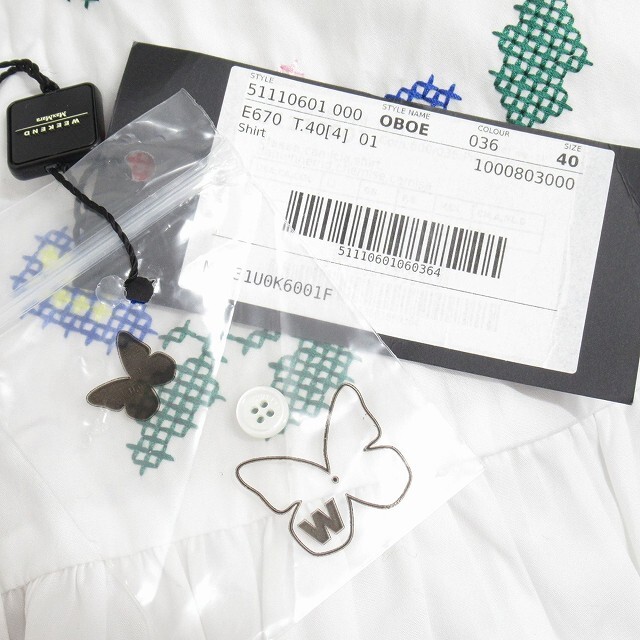 WEEKEND
MaxMara
STYLE
51110601 000
STYLE NAME
OBOE
COLOUR
036
SIZE
40
E670 T.40[4] 01
1000803000
Shirt
51110601060364
1U0K6001F
W